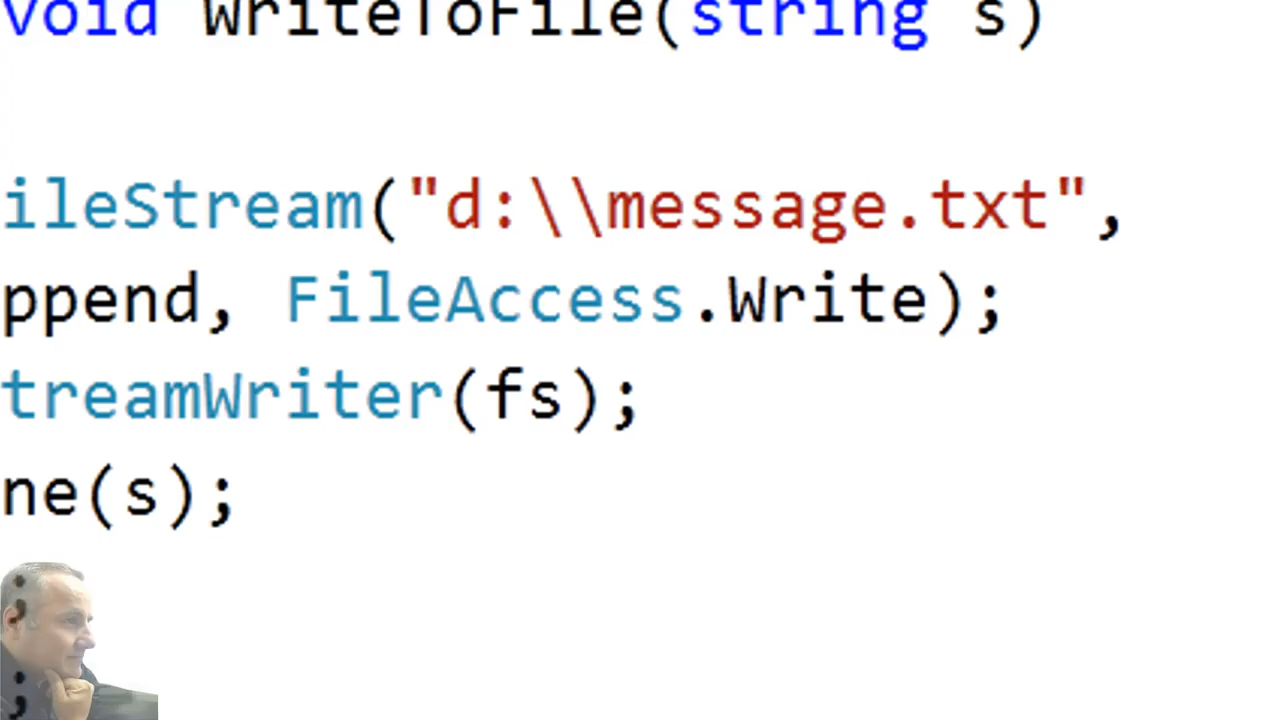 void WriteToFile(string s)
ileStream("d:\\message.txt",
ppend, FileAccess.Write);
treamWriter(fs);
ne(s);
;
;